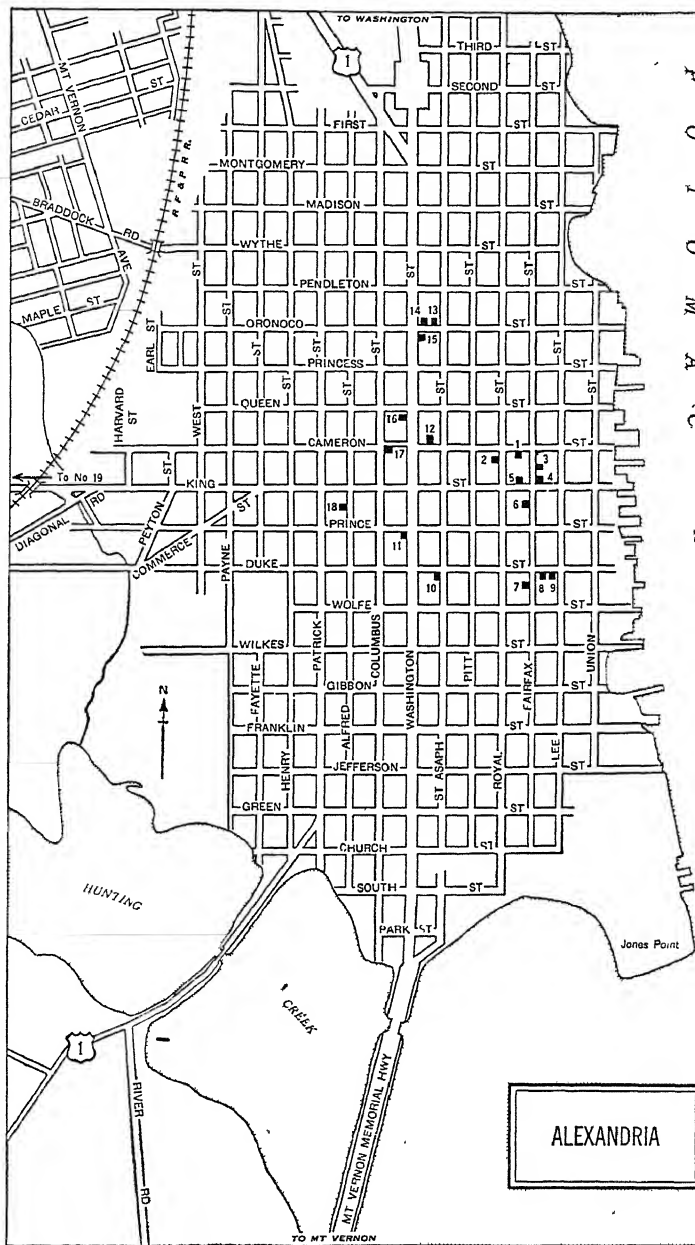 TO WASHINGTON
1
THIRD ST
SECOND ST
FIRST ST
MONTGOMERY ST
MADISON
WYTHE ST
ST ST ST ST
PENDLETON ST
14 13
ORONOCO ST
15
PRINCESS
ST ST ST ST ST ST ST ST ST ST
QUEEN ST
16
12
CAMERON ST
17
1
2
3
To No 19
KING ST
5
4
18
6
PRINCE ST
11
DUKE ST
10
7
8
9
WOLFE ST
WILKES ST
GIBBON ST
FRANKLIN ST
JEFFERSON ST
GREEN ST
CHURCH ST
SOUTH ST
PARK ST
MT VERNON
AVE
CEDAR ST
BRADDOCK RD
MAPLE ST
R F & P R R.
EARL ST
HARVARD ST
WEST
ST
ST
PEYTON
DIAGONAL RD
COMMERCE ST
PAYNE
FAYETTE
HENRY
PATRICK
ALFRED
COLUMBUS
WASHINGTON
ST ASAPH
PITT
ROYAL
FAIRFAX
LEE
UNION
N
HUNTING
CREEK
Jones Point
1
RIVER RD
MT VERNON MEMORIAL HWY
TO MT VERNON
ALEXANDRIA